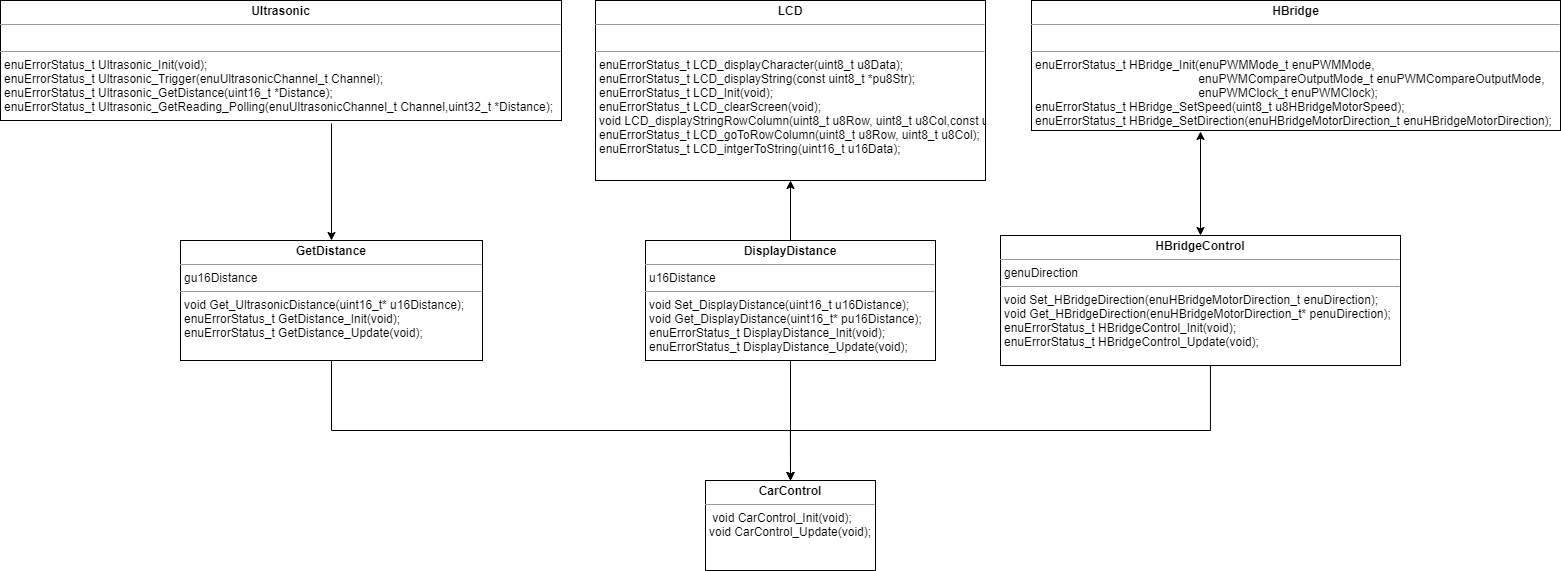 Ultrasonic
enuErrorStatus_t Ultrasonic_Init(void);
enuErrorStatus_t Ultrasonic_Trigger(enuUltrasonicChannel_t Channel);
enuErrorStatus_t Ultrasonic_GetDistance(uint16_t *Distance);
enuErrorStatus_t Ultrasonic_GetReading_Polling(enuUltrasonicChannel_t Channel,uint32_t *Distance);
LCD
enuErrorStatus_t LCD_displayCharacter(uint8_t u8Data);
enuErrorStatus_t LCD_displayString(const uint8_t *pu8Str);
enuErrorStatus_t LCD_Init(void);
enuErrorStatus_t LCD_clearScreen(void);
void LCD_displayStringRowColumn(uint8_t u8Row, uint8_t u8Col,const u
enuErrorStatus_t LCD_goToRowColumn(uint8_t u8Row, uint8_t u8Col);
enuErrorStatus_t LCD_intgerToString(uint16_t u16Data);
HBridge
enuErrorStatus_t HBridge_Init(enuPWMMode_t enuPWMMode,
enuPWMCompareOutputMode_t enuPWMCompareOutputMode,
enuPWMClock_t enuPWMClock);
enuErrorStatus_t HBridge_SetSpeed(uint8_t u8HBridgeMotorSpeed);
enuErrorStatus_t HBridge_SetDirection(enuHBridgeMotorDirection_t enuHBridgeMotorDirection);
GetDistance
gu16Distance
void Get_UltrasonicDistance(uint16_t* u16Distance);
enuErrorStatus_t GetDistance_Init(void);
enuErrorStatus_t GetDistance_Update(void);
DisplayDistance
u16Distance
void Set_DisplayDistance(uint16_t u16Distance);
void Get_DisplayDistance(uint16_t* pu16Distance);
enuErrorStatus_t DisplayDistance_Init(void);
enuErrorStatus_t DisplayDistance_Update(void);
HBridgeControl
genuDirection
void Set_HBridgeDirection(enuHBridgeMotorDirection_t enuDirection);
void Get_HBridgeDirection(enuHBridgeMotorDirection_t* penuDirection);
enuErrorStatus_t HBridgeControl_Init(void);
enuErrorStatus_t HBridgeControl_Update(void);
CarControl
void CarControl_Init(void);
void CarControl_Update(void);